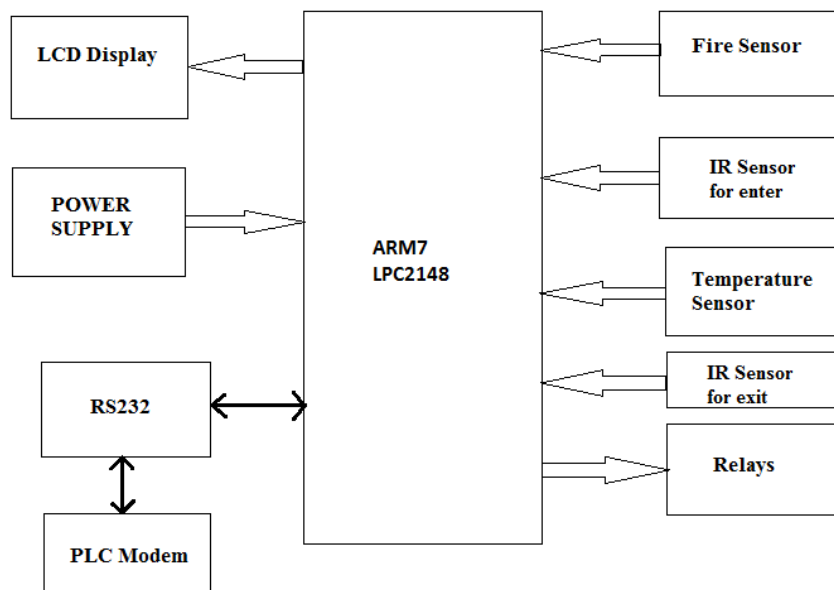 LCD Display
POWER
SUPPLY
RS232
PLC Modem
ARM7
LPC2148
Fire Sensor
IR Sensor
for enter
Temperature
Sensor
IR Sensor
for exit
Relays